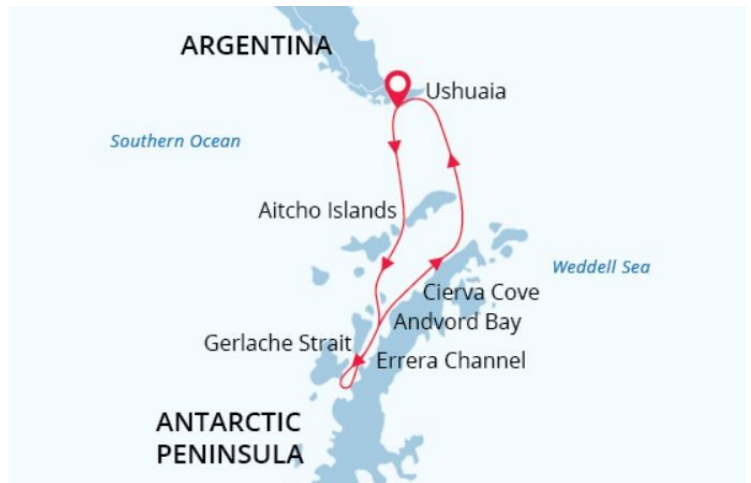 ARGENTINA
Ushuaia
Southern Ocean
Aitcho Islands
Weddell Sea
Cierva Cove
Andvord Bay
Gerlache Strait
Errera Channel
ANTARCTIC
PENINSULA